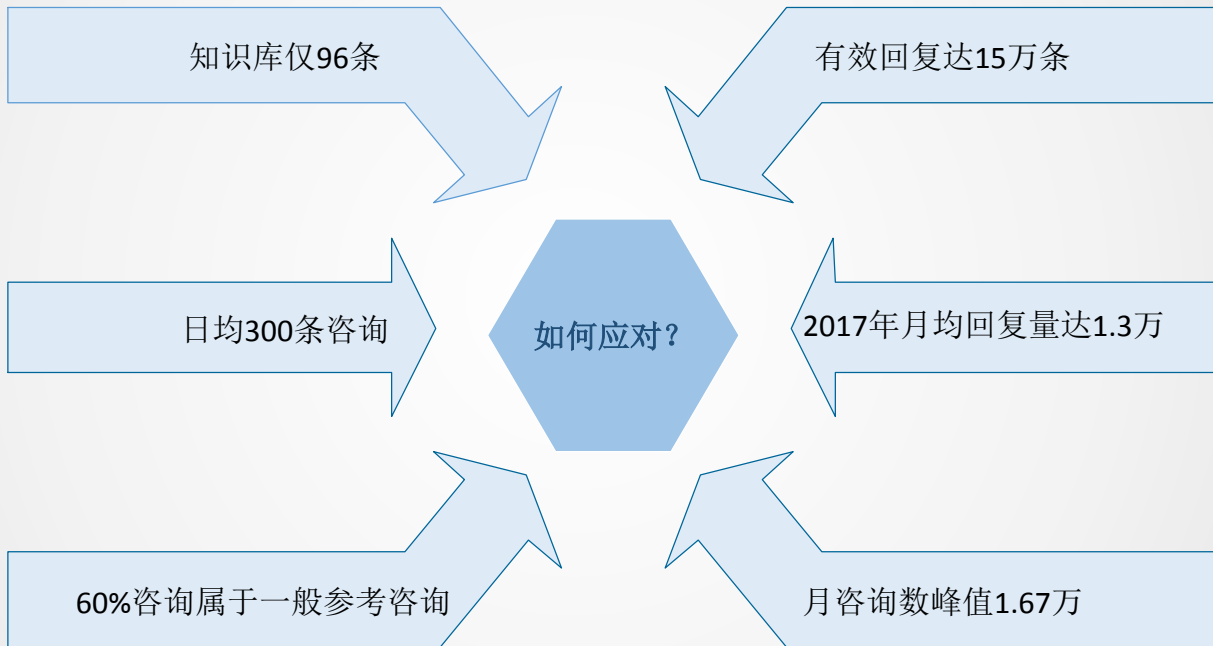 知识库仅96条
有效回复达15万条
日均300条咨询
如何应对?
2017年月均回复量达1.3万
60%咨询属于一般参考咨询
月咨询数峰值1.67万